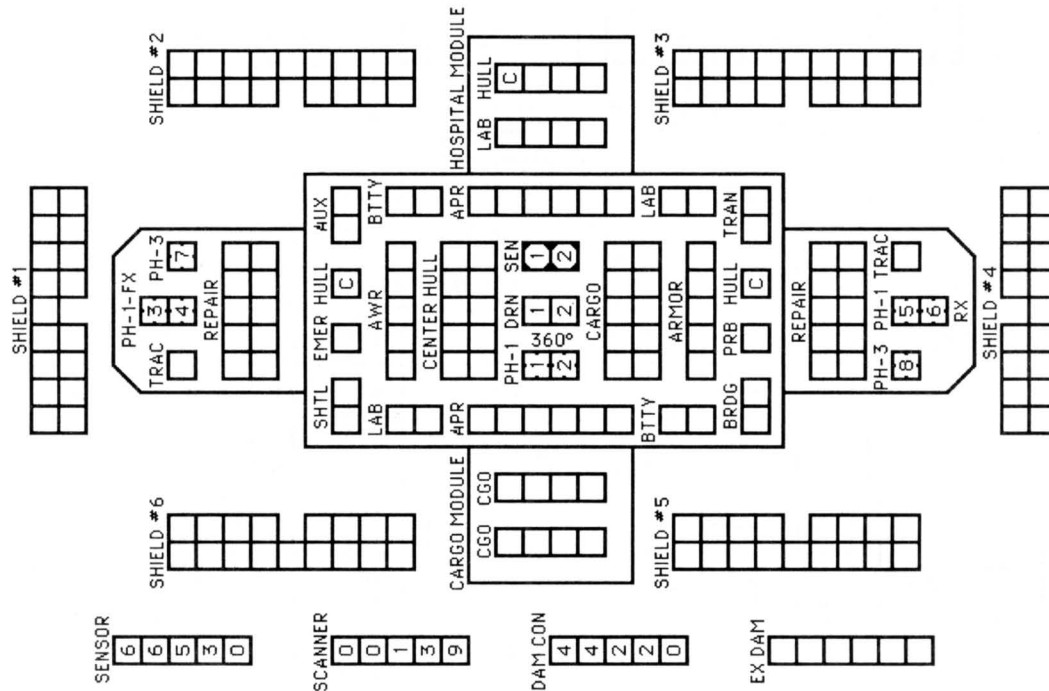 SHIELD #1
SHIELD #2
SHIELD #6
PH-1-FX
TRAC
3
4
PH-3
7
REPAIR
SENSOR
6
6
5
3
0
SHTL
EMER
HULL
C
AUX
LAB
AWR
BTTY
APR
CENTER HULL
APR
SCANNER
0
0
1
3
9
CARGO MODULE
CGO
CGO
PH-1
1
2
360°
DRN
1
2
SEN
1
2
HOSPITAL MODULE
LAB
HULL
C
CARGO
DAM CON
4
4
2
2
0
BTTY
ARMOR
LAB
BRDG
PRB
HULL
C
TRAN
SHIELD #5
SHIELD #3
EX DAM
REPAIR
PH-3
8
PH-1
5
6
RX
TRAC
SHIELD #4